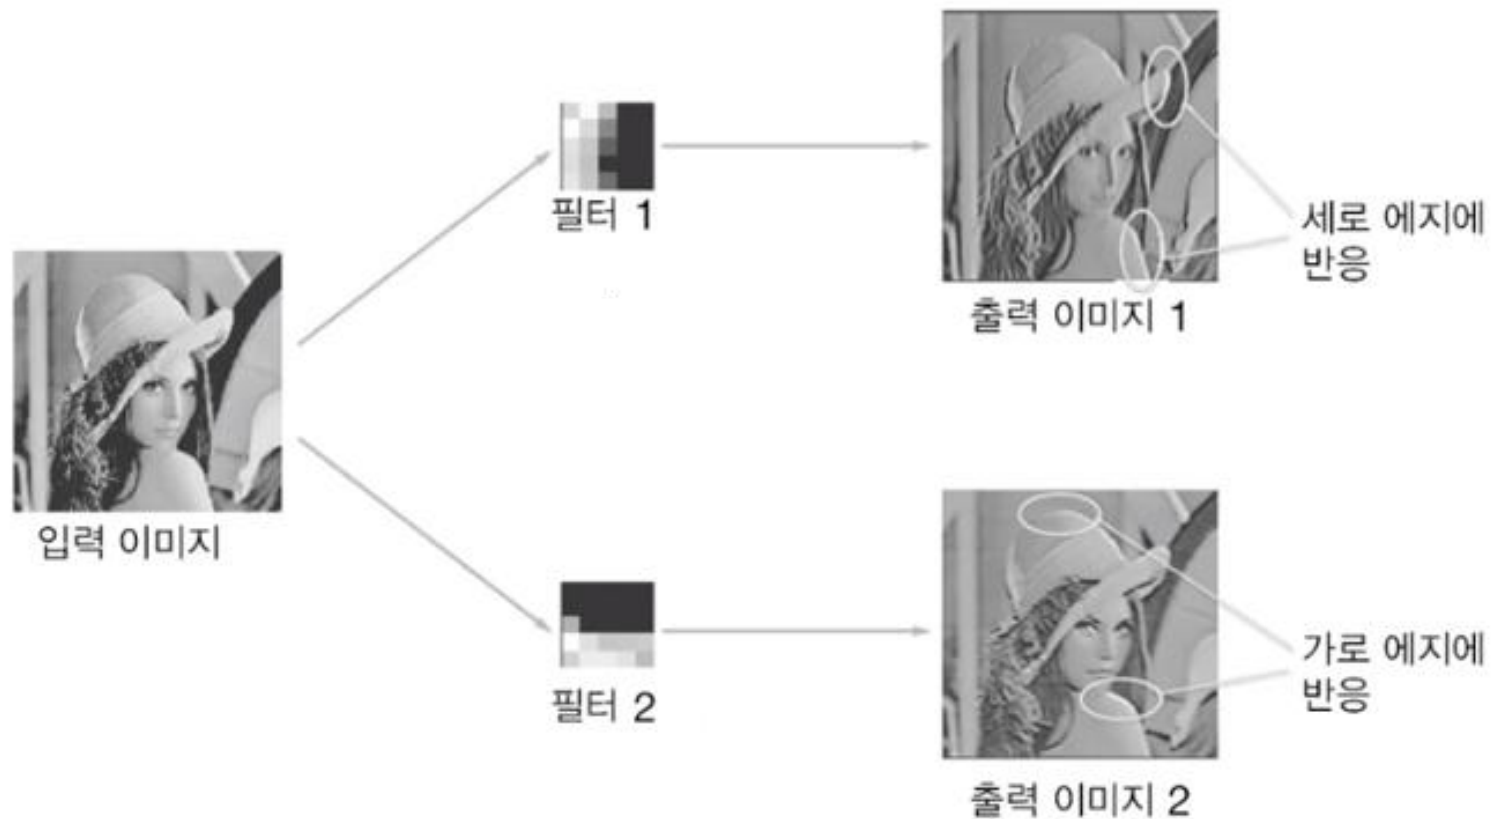 필터 1
세로 에지에
반응
출력 이미지 1
입력 이미지
가로 에지에
반응
필터 2
출력 이미지 2